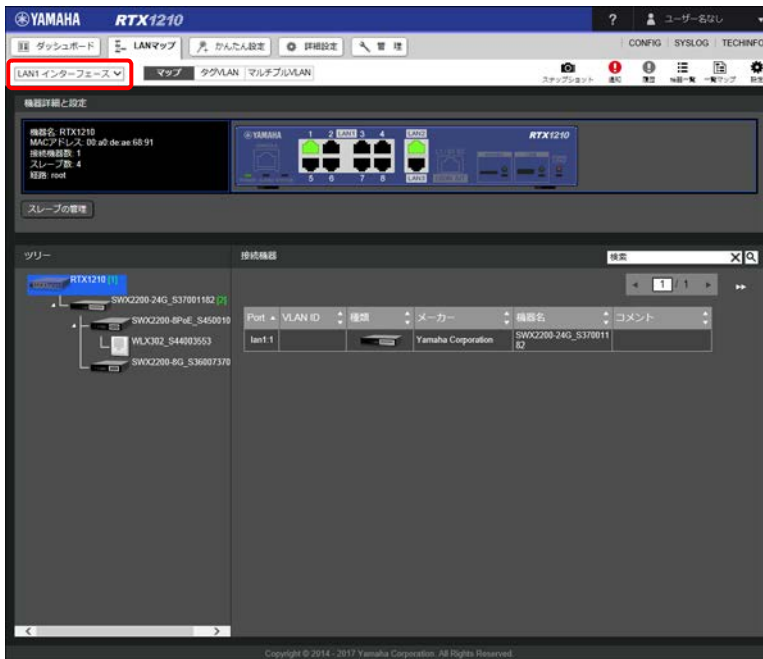 YAMAHA RTX1210 ? ユーザー名なし
ダッシュボード LANマップ かんたん設定 詳細設定 管 理 CONFIG SYSLOG TECHINFO
LAN1 インターフェース マップ タグVLAN マルチプルVLAN スナップショット 通知 履歴 機器一覧 一覧マップ 設定
機器詳細と設定
機器名: RTX1210
MACアドレス: 00:a0:de:ae:68:91
接続機器数: 1
スレーブ数: 4
経路: root
YAMAHA 1 2 LAN1 3 4 LAN2 RTX1210
5 6 7 8 LAN3
スレーブの管理
ツリー
RTX1210 [1]
SWX2200-24G_S37001182 [2]
SWX2200-8PoE_S450010
WLX302_S44003553
SWX2200-8G_S36007370
接続機器 検索
1 / 1
Port VLAN ID 種類 メーカー 機器名 コメント
lan1:1 Yamaha Corporation SWX2200-24G_S370011
82
Copyright © 2014 - 2017 Yamaha Corporation. All Rights Reserved.